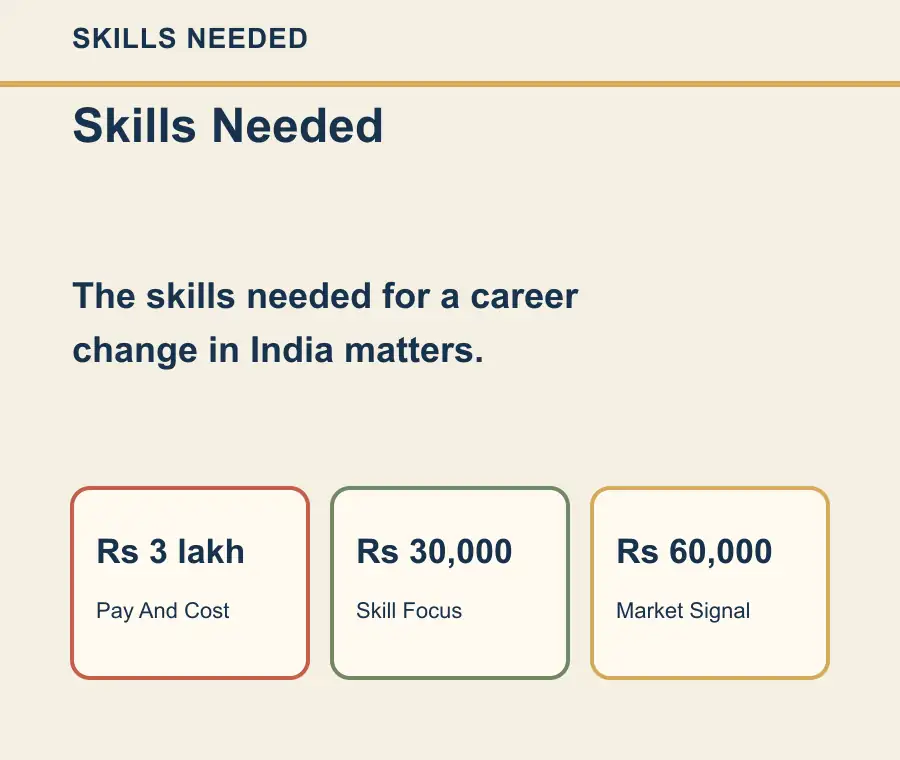 SKILLS NEEDED
Skills Needed
The skills needed for a career
change in India matters.
Rs 3 lakh
Pay And Cost
Rs 30,000
Skill Focus
Rs 60,000
Market Signal